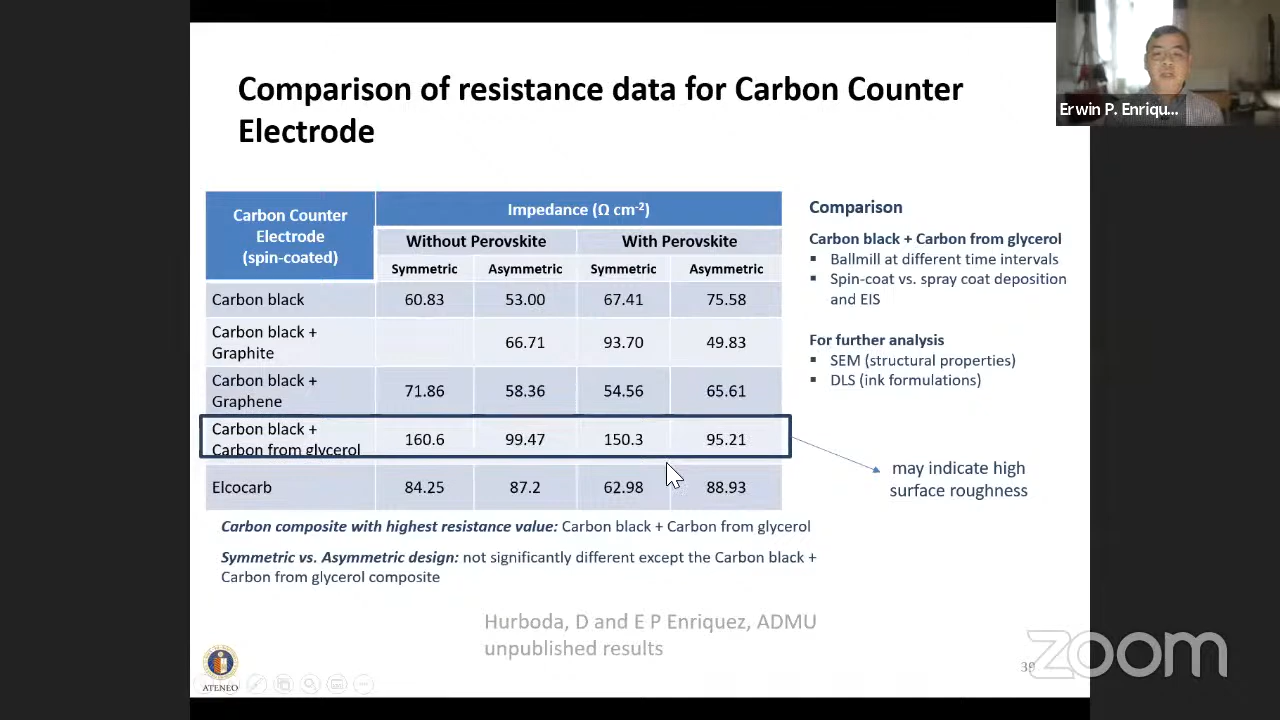 Comparison of resistance data for Carbon Counter
Electrode
Erwin P. Enriqu...
Carbon Counter
Electrode
(spin-coated)
Impedance (Ω cm-2)
Without Perovskite
With Perovskite
Symmetric
Asymmetric
Symmetric
Asymmetric
Carbon black
60.83
53.00
67.41
75.58
Carbon black +
Graphite
66.71
93.70
49.83
Carbon black +
Graphene
71.86
58.36
54.56
65.61
Carbon black +
Carbon from glycerol
160.6
99.47
150.3
95.21
Elcocarb
84.25
87.2
62.98
88.93
Comparison
Carbon black + Carbon from glycerol
▪ Ballmill at different time intervals
▪ Spin-coat vs. spray coat deposition
and EIS
For further analysis
▪ SEM (structural properties)
▪ DLS (ink formulations)
may indicate high
surface roughness
Carbon composite with highest resistance value: Carbon black + Carbon from glycerol
Symmetric vs. Asymmetric design: not significantly different except the Carbon black +
Carbon from glycerol composite
Hurboda, D and E P Enriquez, ADMU
unpublished results
ATENEO
zoom